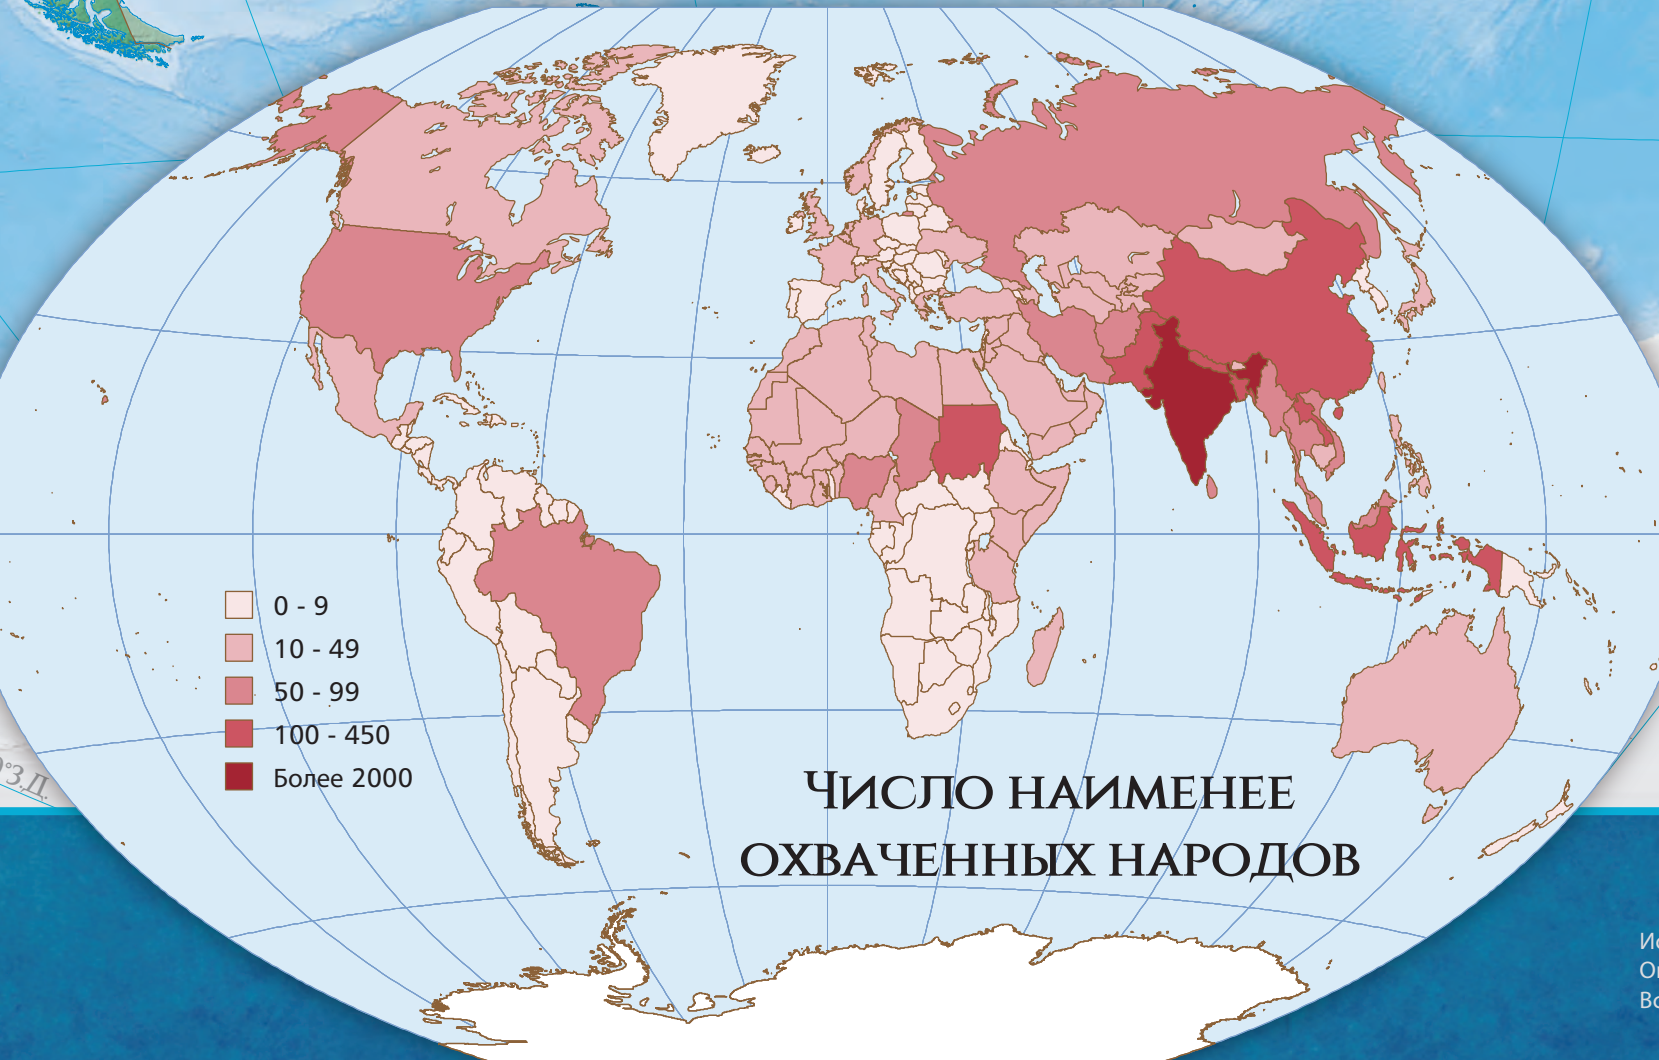 0 - 9
10 - 49
50 - 99
100 - 450
Более 2000
Число наименее
охваченных народов